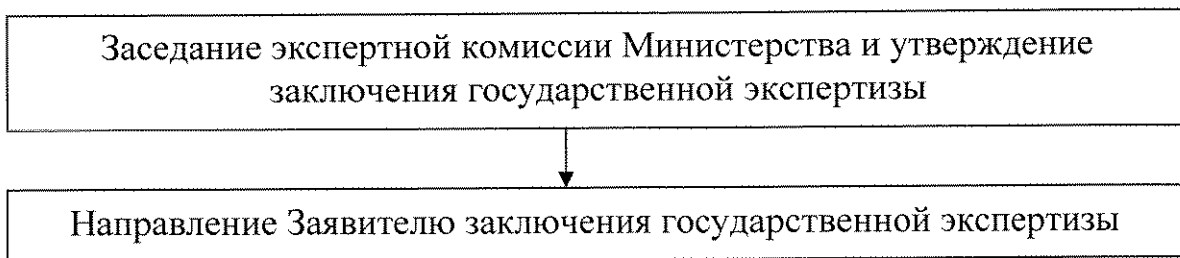 Заседание экспертной комиссии Министерства и утверждение
заключения государственной экспертизы
Направление Заявителю заключения государственной экспертизы